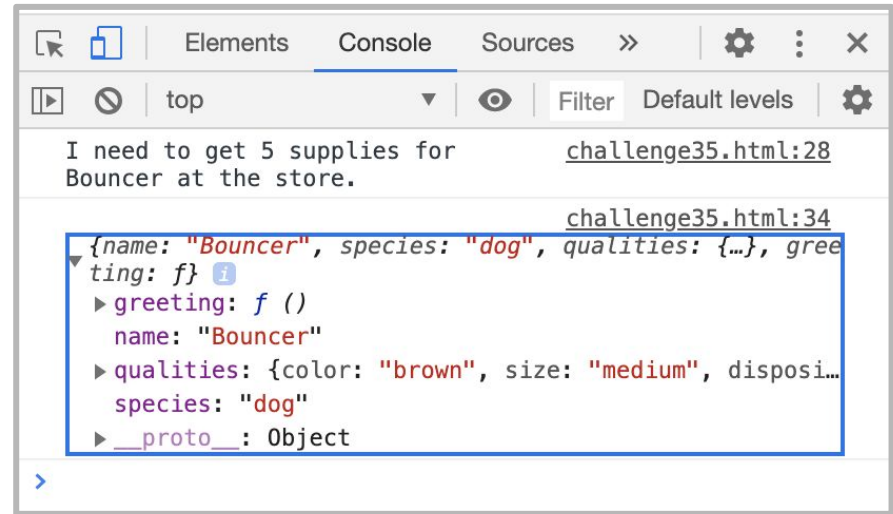 Elements Console Sources »
top Filter Default levels
I need to get 5 supplies for challenge35.html:28
Bouncer at the store.
challenge35.html:34
{name: "Bouncer", species: "dog", qualities: {…}, gree
ting: f} i
greeting: f ()
name: "Bouncer"
qualities: {color: "brown", size: "medium", disposi…
species: "dog"
__proto__: Object
>